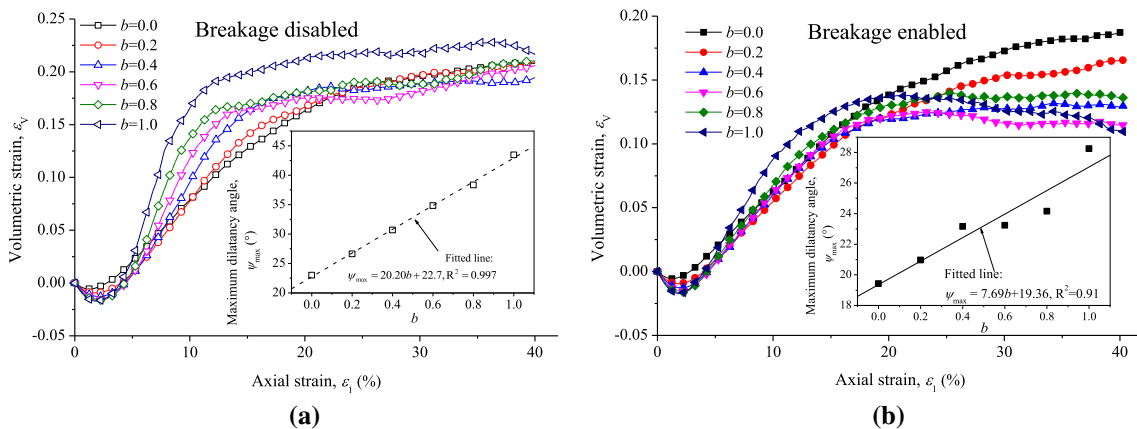 Breakage disabled
b=0.0
b=0.2
b=0.4
b=0.6
b=0.8
b=1.0
0.25
0.20
0.15
0.10
0.05
0.00
-0.05
Volumetric strain, εV
0
10
20
30
40
Axial strain, ε1 (%)
45
40
35
30
25
20
Maximum dilatancy angle,
ψmax (°)
Fitted line:
ψmax = 20.20b+22.7, R² = 0.997
0.0 0.2 0.4 0.6 0.8 1.0
b
(a)
Breakage enabled
b=0.0
b=0.2
b=0.4
b=0.6
b=0.8
b=1.0
0.20
0.15
0.10
0.05
0.00
-0.05
Volumetric strain, εV
0
10
20
30
40
Axial strain, ε1 (%)
28
26
24
22
20
18
Maximum dilatancy angle,
ψmax (°)
Fitted line:
ψmax = 7.69b+19.36, R²=0.91
0.0 0.2 0.4 0.6 0.8 1.0
b
(b)